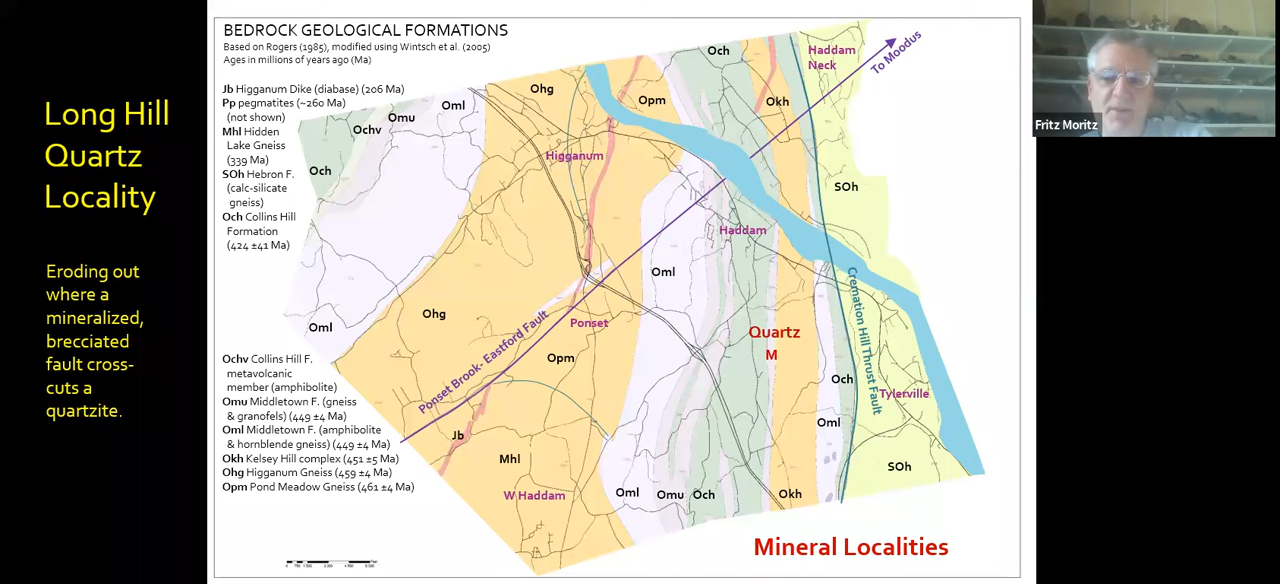 Long Hill
Quartz
Locality
Eroding out
where a
mineralized,
brecciated
fault cross-
cuts a
quartzite.
BEDROCK GEOLOGICAL FORMATIONS
Based on Rogers (1985), modified using Wintsch et al. (2005)
Ages in millions of years ago (Ma)
Jb Higganum Dike (diabase) (206 Ma)
Pp pegmatites (~260 Ma)
(not shown)
Mhl Hidden
Lake Gneiss
(339 Ma)
SOh Hebron F.
(calc-silicate
gneiss)
Och Collins Hill
Formation
(424 ±41 Ma)
Ochv Collins Hill F.
metavolcanic
member (amphibolite)
Omu Middletown F. (gneiss
& granofels) (449 ±4 Ma)
Oml Middletown F. (amphibolite
& hornblende gneiss) (449 ±4 Ma)
Okh Kelsey Hill complex (451 ±5 Ma)
Ohg Higganum Gneiss (459 ±4 Ma)
Opm Pond Meadow Gneiss (461 ±4 Ma)
Och
Haddam
Neck
To Moodus
Ohg
Opm
Okh
Oml
Omu
Ochv
Och
Higganum
SOh
Haddam
Oml
Ohg
Oml
Ponset
Quartz
M
Cremation Hill Thrust Fault
Ponset Brook- Eastford Fault
Opm
Och
Tylerville
Oml
Jb
Mhl
SOh
W Haddam
Oml
Omu
Och
Okh
Mineral Localities
Fritz Moritz